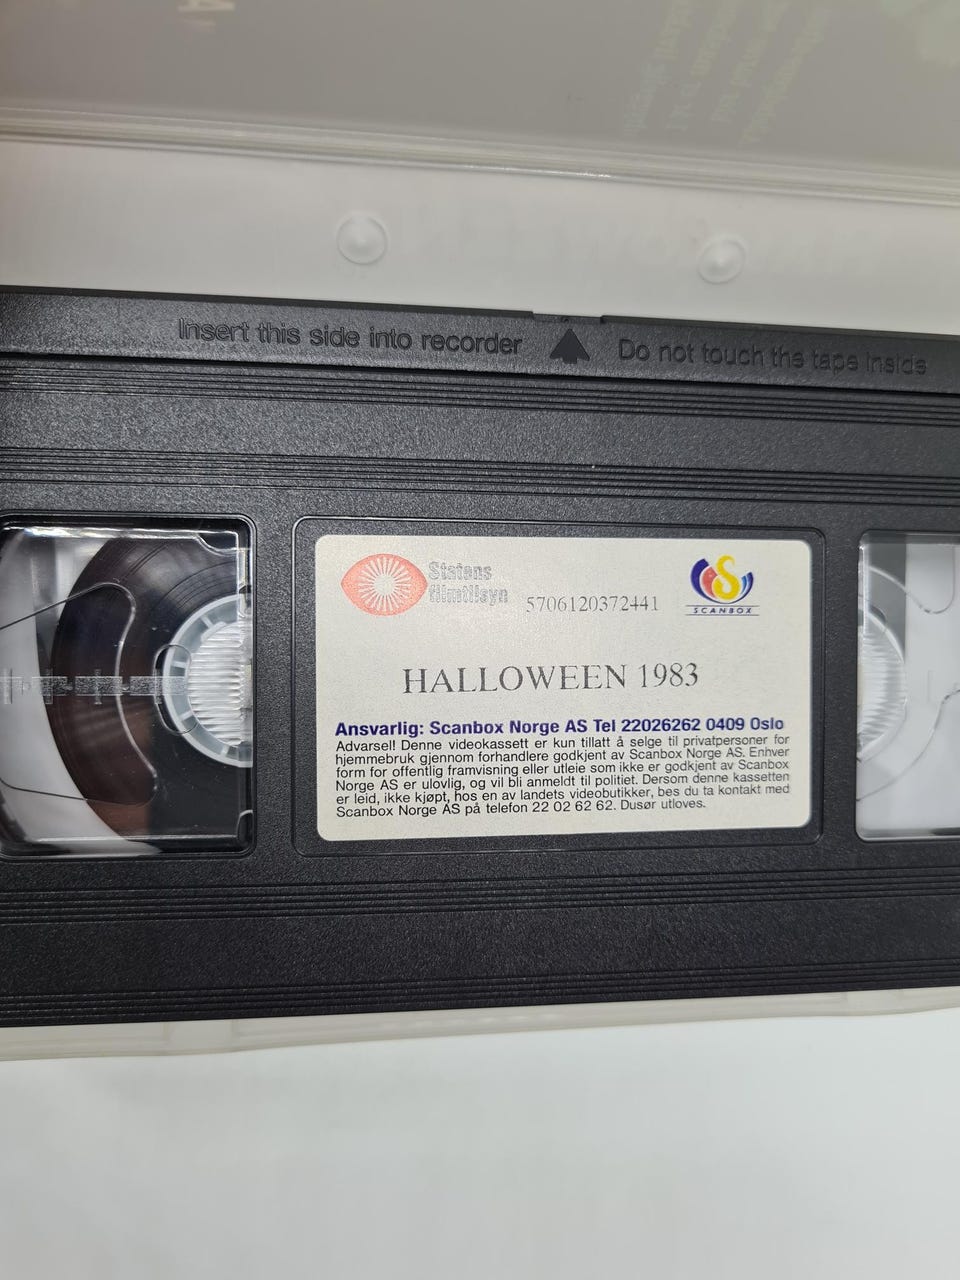 Insert this side into recorder
Do not touch the tape inside
Statens
filmtilsyn
5706120372441
SCANBOX
HALLOWEEN 1983
Ansvarlig: Scanbox Norge AS Tel 22026262 0409 Oslo
Advarsel! Denne videokassett er kun tillatt å selge til privatpersoner for
hjemmebruk gjennom forhandlere godkjent av Scanbox Norge AS. Enhver
form for offentlig framvisning eller utleie som ikke er godkjent av Scanbox
Norge AS er ulovlig, og vil bli anmeldt til politiet. Dersom denne kassetten
er leid, ikke kjøpt, hos en av landets videobutikker, bes du ta kontakt med
Scanbox Norge AS på telefon 22 02 62 62. Dusør utloves.